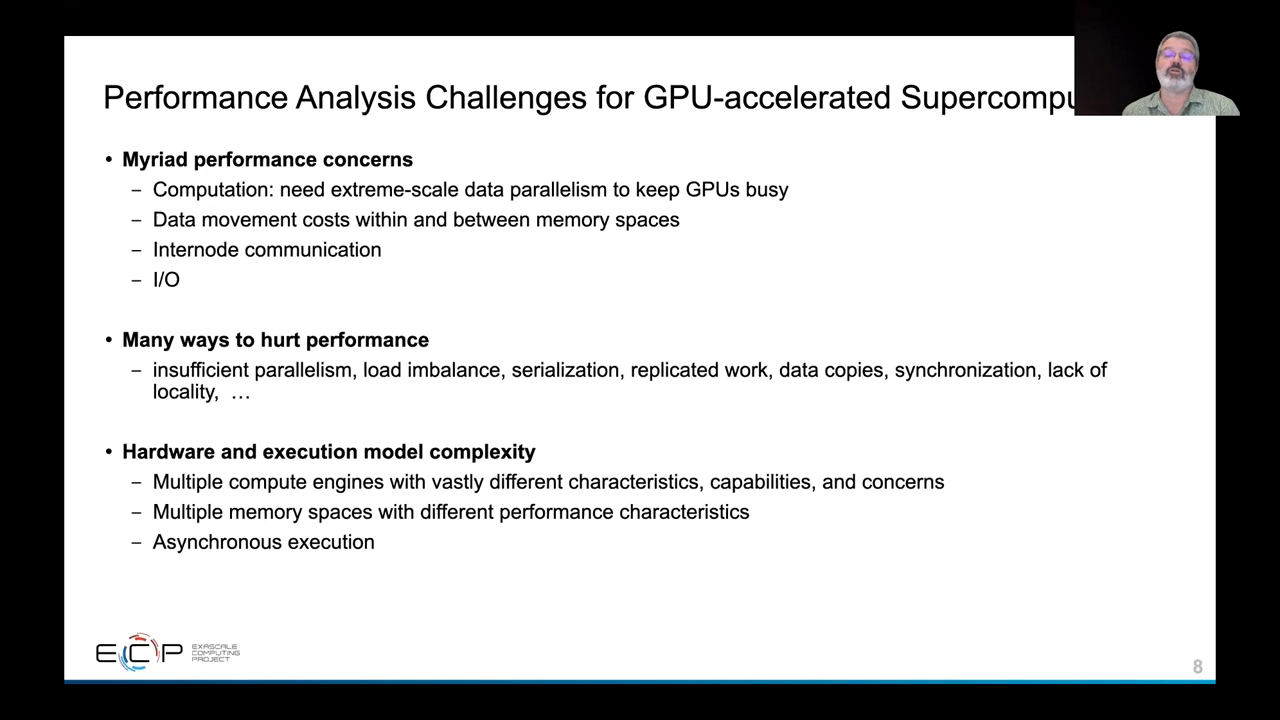 Performance Analysis Challenges for GPU-accelerated Supercompu
• Myriad performance concerns
– Computation: need extreme-scale data parallelism to keep GPUs busy
– Data movement costs within and between memory spaces
– Internode communication
– I/O
• Many ways to hurt performance
– insufficient parallelism, load imbalance, serialization, replicated work, data copies, synchronization, lack of
locality, …
• Hardware and execution model complexity
– Multiple compute engines with vastly different characteristics, capabilities, and concerns
– Multiple memory spaces with different performance characteristics
– Asynchronous execution
ECP
EXASCALE
COMPUTING
PROJECT
8